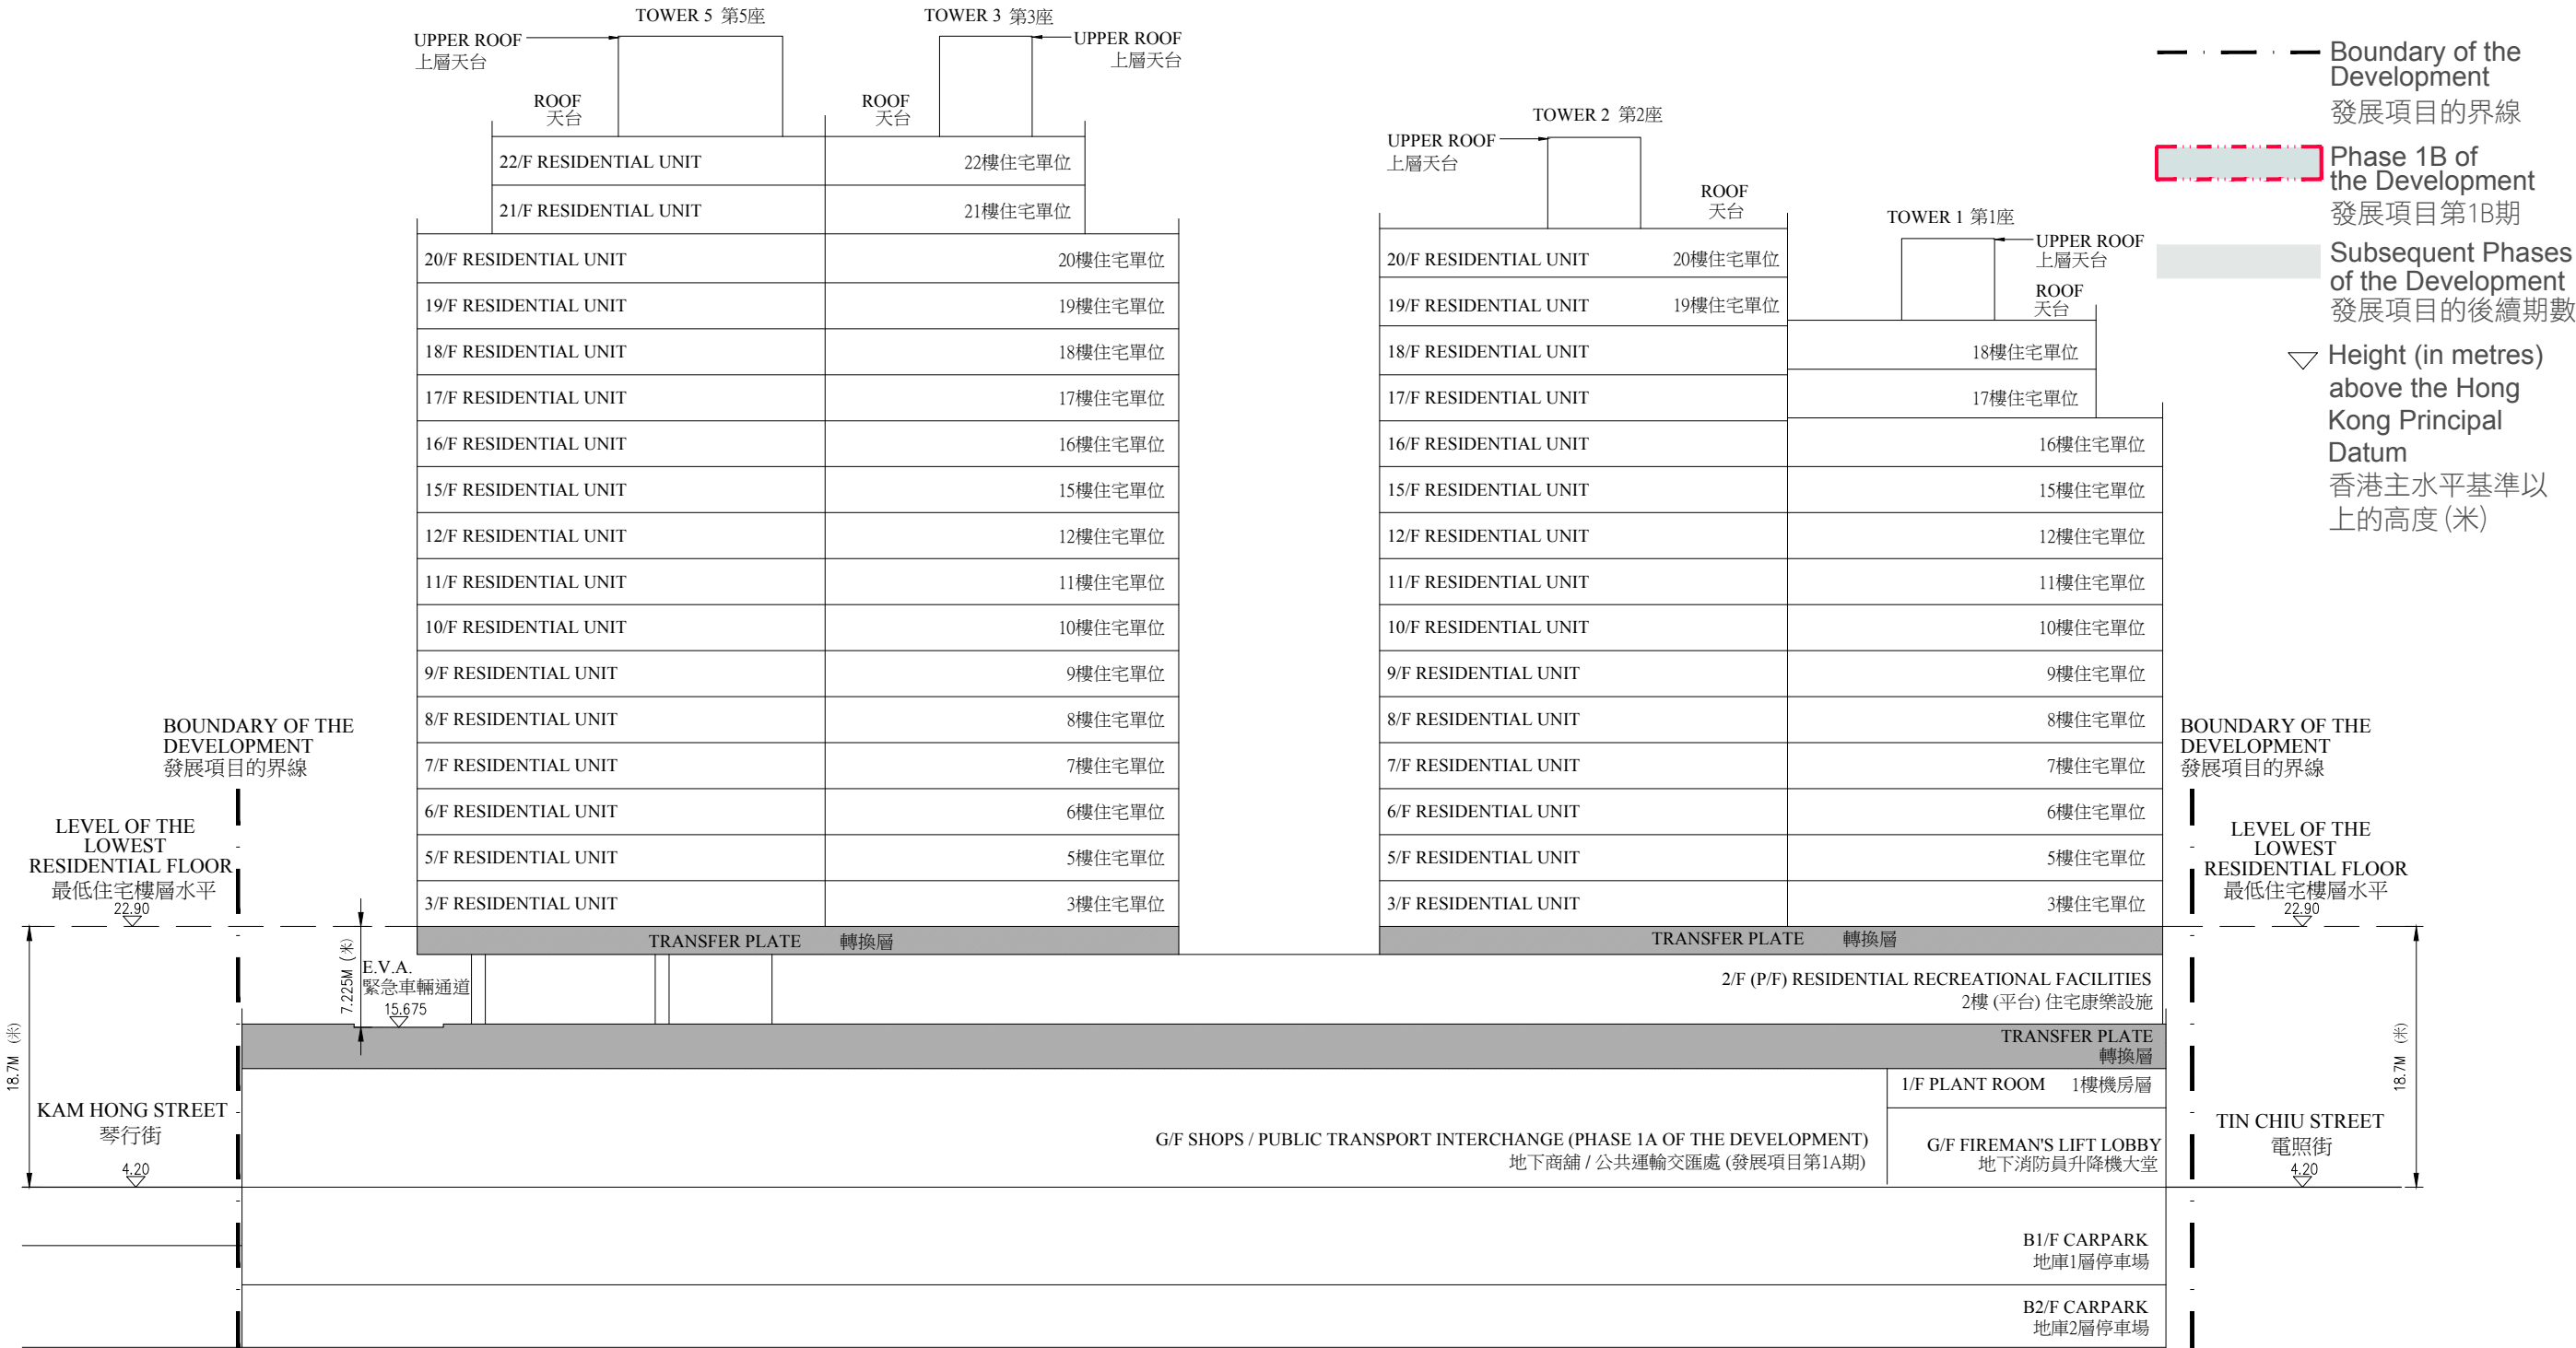 TOWER 5 第5座
UPPER ROOF
上層天台
ROOF
天台
TOWER 3 第3座
UPPER ROOF
上層天台
ROOF
天台
22/F RESIDENTIAL UNIT 22樓住宅單位
21/F RESIDENTIAL UNIT 21樓住宅單位
20/F RESIDENTIAL UNIT 20樓住宅單位
19/F RESIDENTIAL UNIT 19樓住宅單位
18/F RESIDENTIAL UNIT 18樓住宅單位
17/F RESIDENTIAL UNIT 17樓住宅單位
16/F RESIDENTIAL UNIT 16樓住宅單位
15/F RESIDENTIAL UNIT 15樓住宅單位
12/F RESIDENTIAL UNIT 12樓住宅單位
11/F RESIDENTIAL UNIT 11樓住宅單位
10/F RESIDENTIAL UNIT 10樓住宅單位
9/F RESIDENTIAL UNIT 9樓住宅單位
8/F RESIDENTIAL UNIT 8樓住宅單位
7/F RESIDENTIAL UNIT 7樓住宅單位
6/F RESIDENTIAL UNIT 6樓住宅單位
5/F RESIDENTIAL UNIT 5樓住宅單位
3/F RESIDENTIAL UNIT 3樓住宅單位
TRANSFER PLATE 轉換層
TOWER 2 第2座
UPPER ROOF
上層天台
ROOF
天台
TOWER 1 第1座
UPPER ROOF
上層天台
ROOF
天台
20/F RESIDENTIAL UNIT 20樓住宅單位
19/F RESIDENTIAL UNIT 19樓住宅單位
18/F RESIDENTIAL UNIT 18樓住宅單位
17/F RESIDENTIAL UNIT 17樓住宅單位
16/F RESIDENTIAL UNIT 16樓住宅單位
15/F RESIDENTIAL UNIT 15樓住宅單位
12/F RESIDENTIAL UNIT 12樓住宅單位
11/F RESIDENTIAL UNIT 11樓住宅單位
10/F RESIDENTIAL UNIT 10樓住宅單位
9/F RESIDENTIAL UNIT 9樓住宅單位
8/F RESIDENTIAL UNIT 8樓住宅單位
7/F RESIDENTIAL UNIT 7樓住宅單位
6/F RESIDENTIAL UNIT 6樓住宅單位
5/F RESIDENTIAL UNIT 5樓住宅單位
3/F RESIDENTIAL UNIT 3樓住宅單位
TRANSFER PLATE 轉換層
Boundary of the
Development
發展項目的界線
Phase 1B of
the Development
發展項目第1B期
Subsequent Phases
of the Development
發展項目的後續期數
Height (in metres)
above the Hong
Kong Principal
Datum
香港主水平基準以
上的高度 (米)
BOUNDARY OF THE
DEVELOPMENT
發展項目的界線
LEVEL OF THE
LOWEST
RESIDENTIAL FLOOR
最低住宅樓層水平
22.90
18.7M (米)
7.225M (米)
E.V.A.
緊急車輛通道
15.675
KAM HONG STREET
琴行街
4.20
2/F (P/F) RESIDENTIAL RECREATIONAL FACILITIES
2樓 (平台) 住宅康樂設施
TRANSFER PLATE
轉換層
1/F PLANT ROOM 1樓機房層
G/F SHOPS / PUBLIC TRANSPORT INTERCHANGE (PHASE 1A OF THE DEVELOPMENT)
地下商舖 / 公共運輸交匯處 (發展項目第1A期)
G/F FIREMAN'S LIFT LOBBY
地下消防員升降機大堂
B1/F CARPARK
地庫1層停車場
B2/F CARPARK
地庫2層停車場
BOUNDARY OF THE
DEVELOPMENT
發展項目的界線
LEVEL OF THE
LOWEST
RESIDENTIAL FLOOR
最低住宅樓層水平
22.90
18.7M (米)
TIN CHIU STREET
電照街
4.20